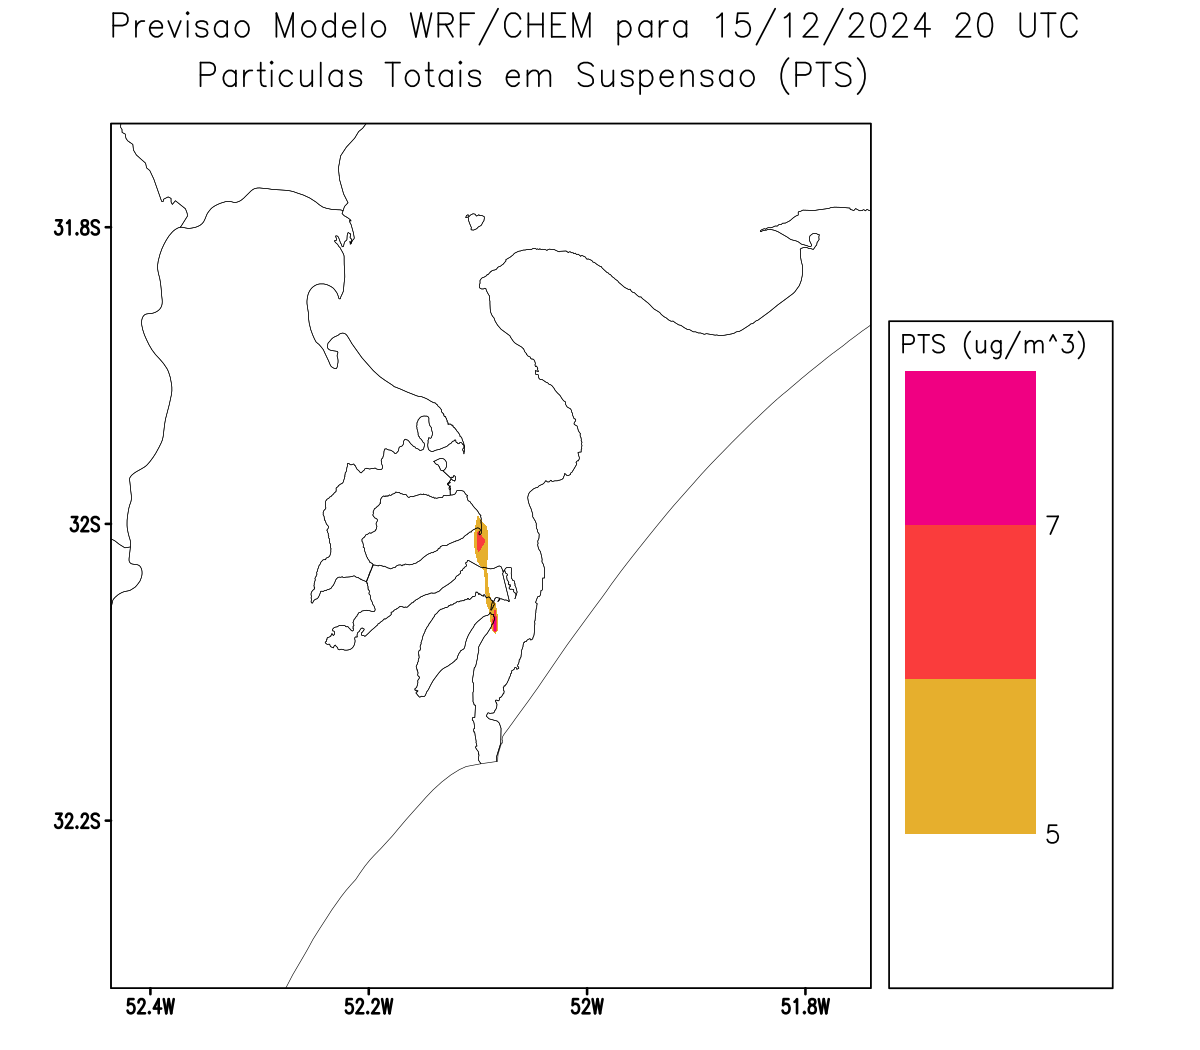 Previsao Modelo WRF/CHEM para 15/12/2024 20 UTC
Particulas Totais em Suspensao (PTS)
31.8S
32S
32.2S
52.4W
52.2W
52W
51.8W
PTS (ug/m^3)
7
5